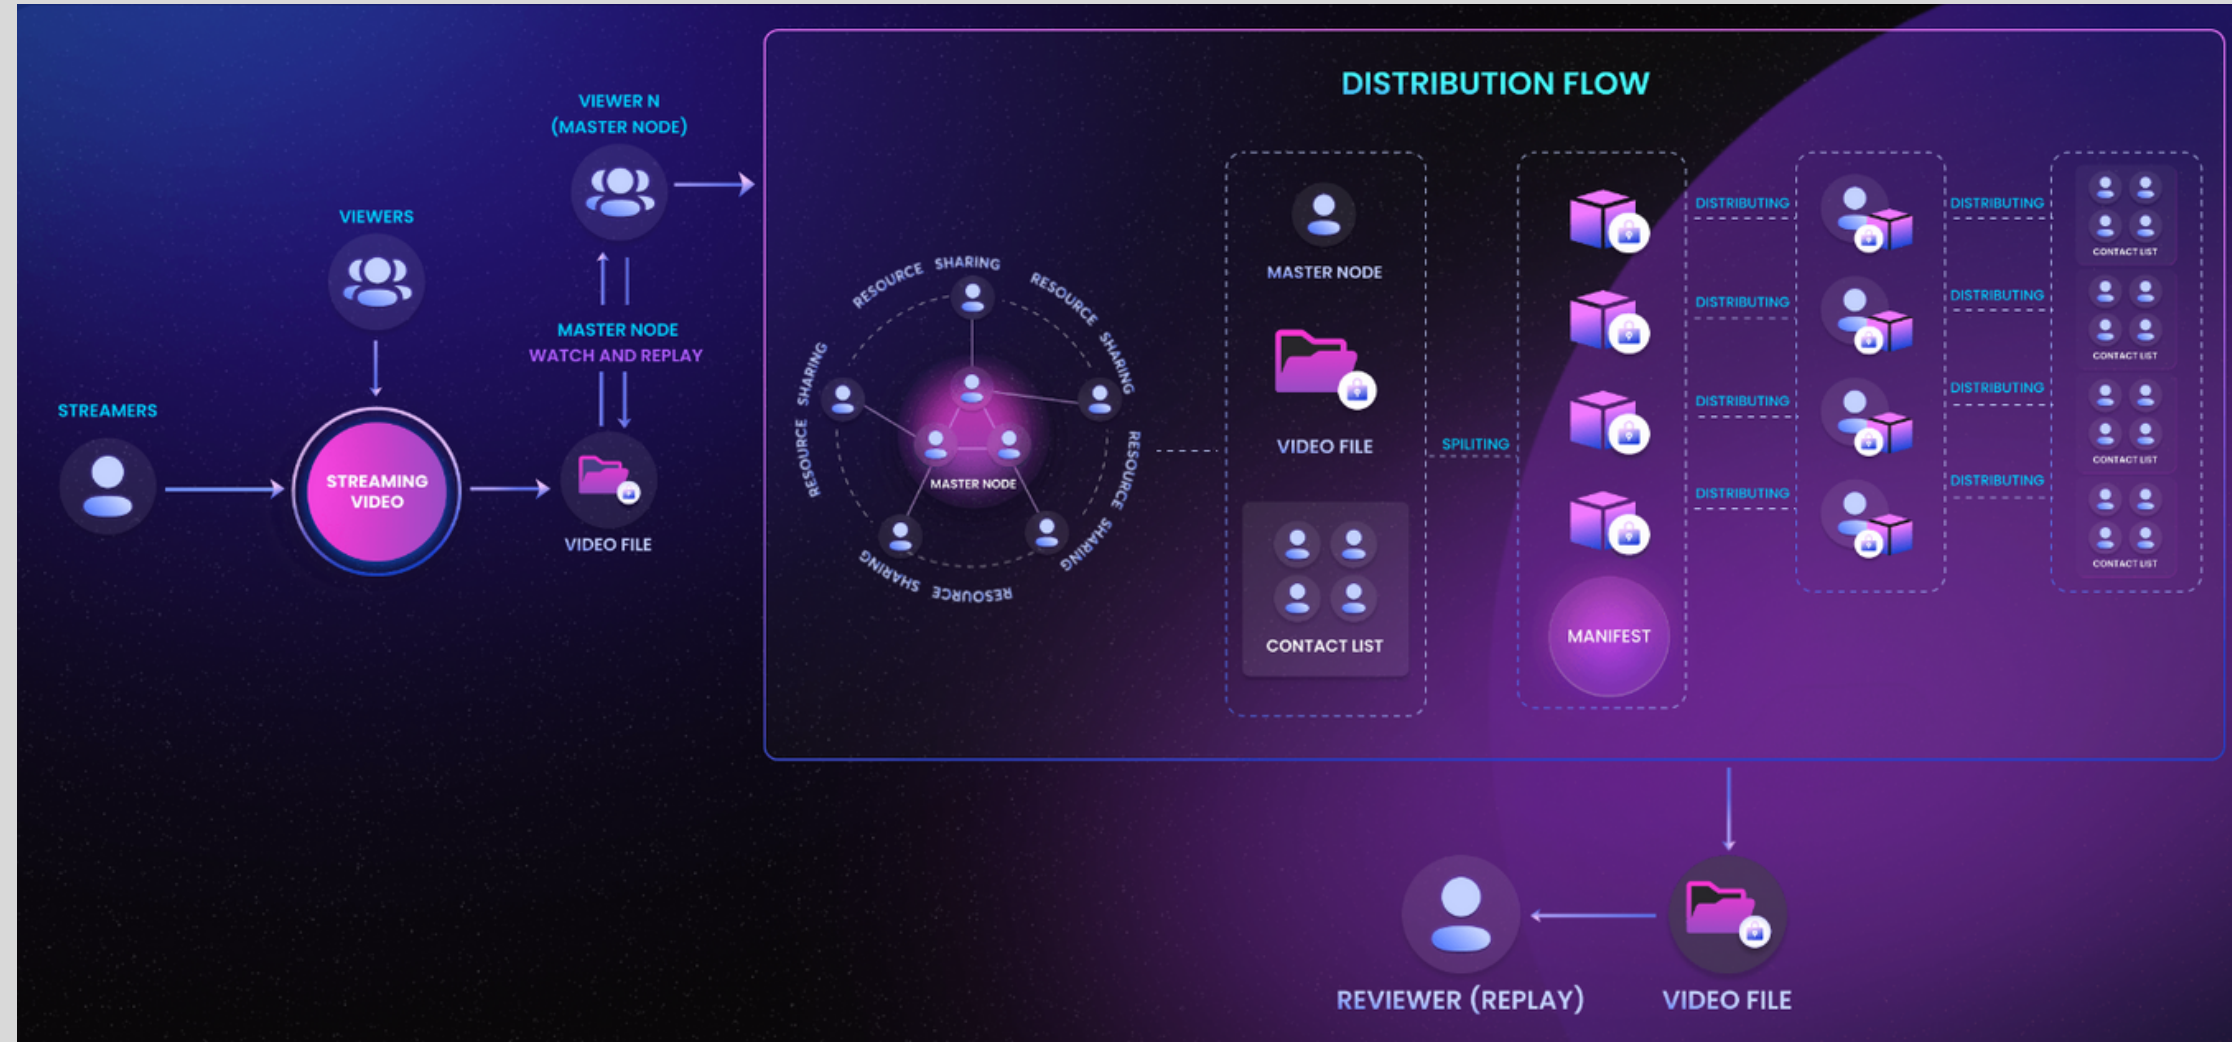 DISTRIBUTION FLOW
VIEWER N
(MASTER NODE)
VIEWERS
MASTER NODE
WATCH AND REPLAY
STREAMERS
STREAMING
VIDEO
VIDEO FILE
RESOURCE SHARING
RESOURCE SHARING
RESOURCE SHARING
RESOURCE SHARING
RESOURCE SHARING
MASTER NODE
MASTER NODE
VIDEO FILE
CONTACT LIST
SPILITING
MANIFEST
DISTRIBUTING
DISTRIBUTING
DISTRIBUTING
DISTRIBUTING
DISTRIBUTING
DISTRIBUTING
DISTRIBUTING
DISTRIBUTING
CONTACT LIST
CONTACT LIST
CONTACT LIST
CONTACT LIST
REVIEWER (REPLAY)
VIDEO FILE